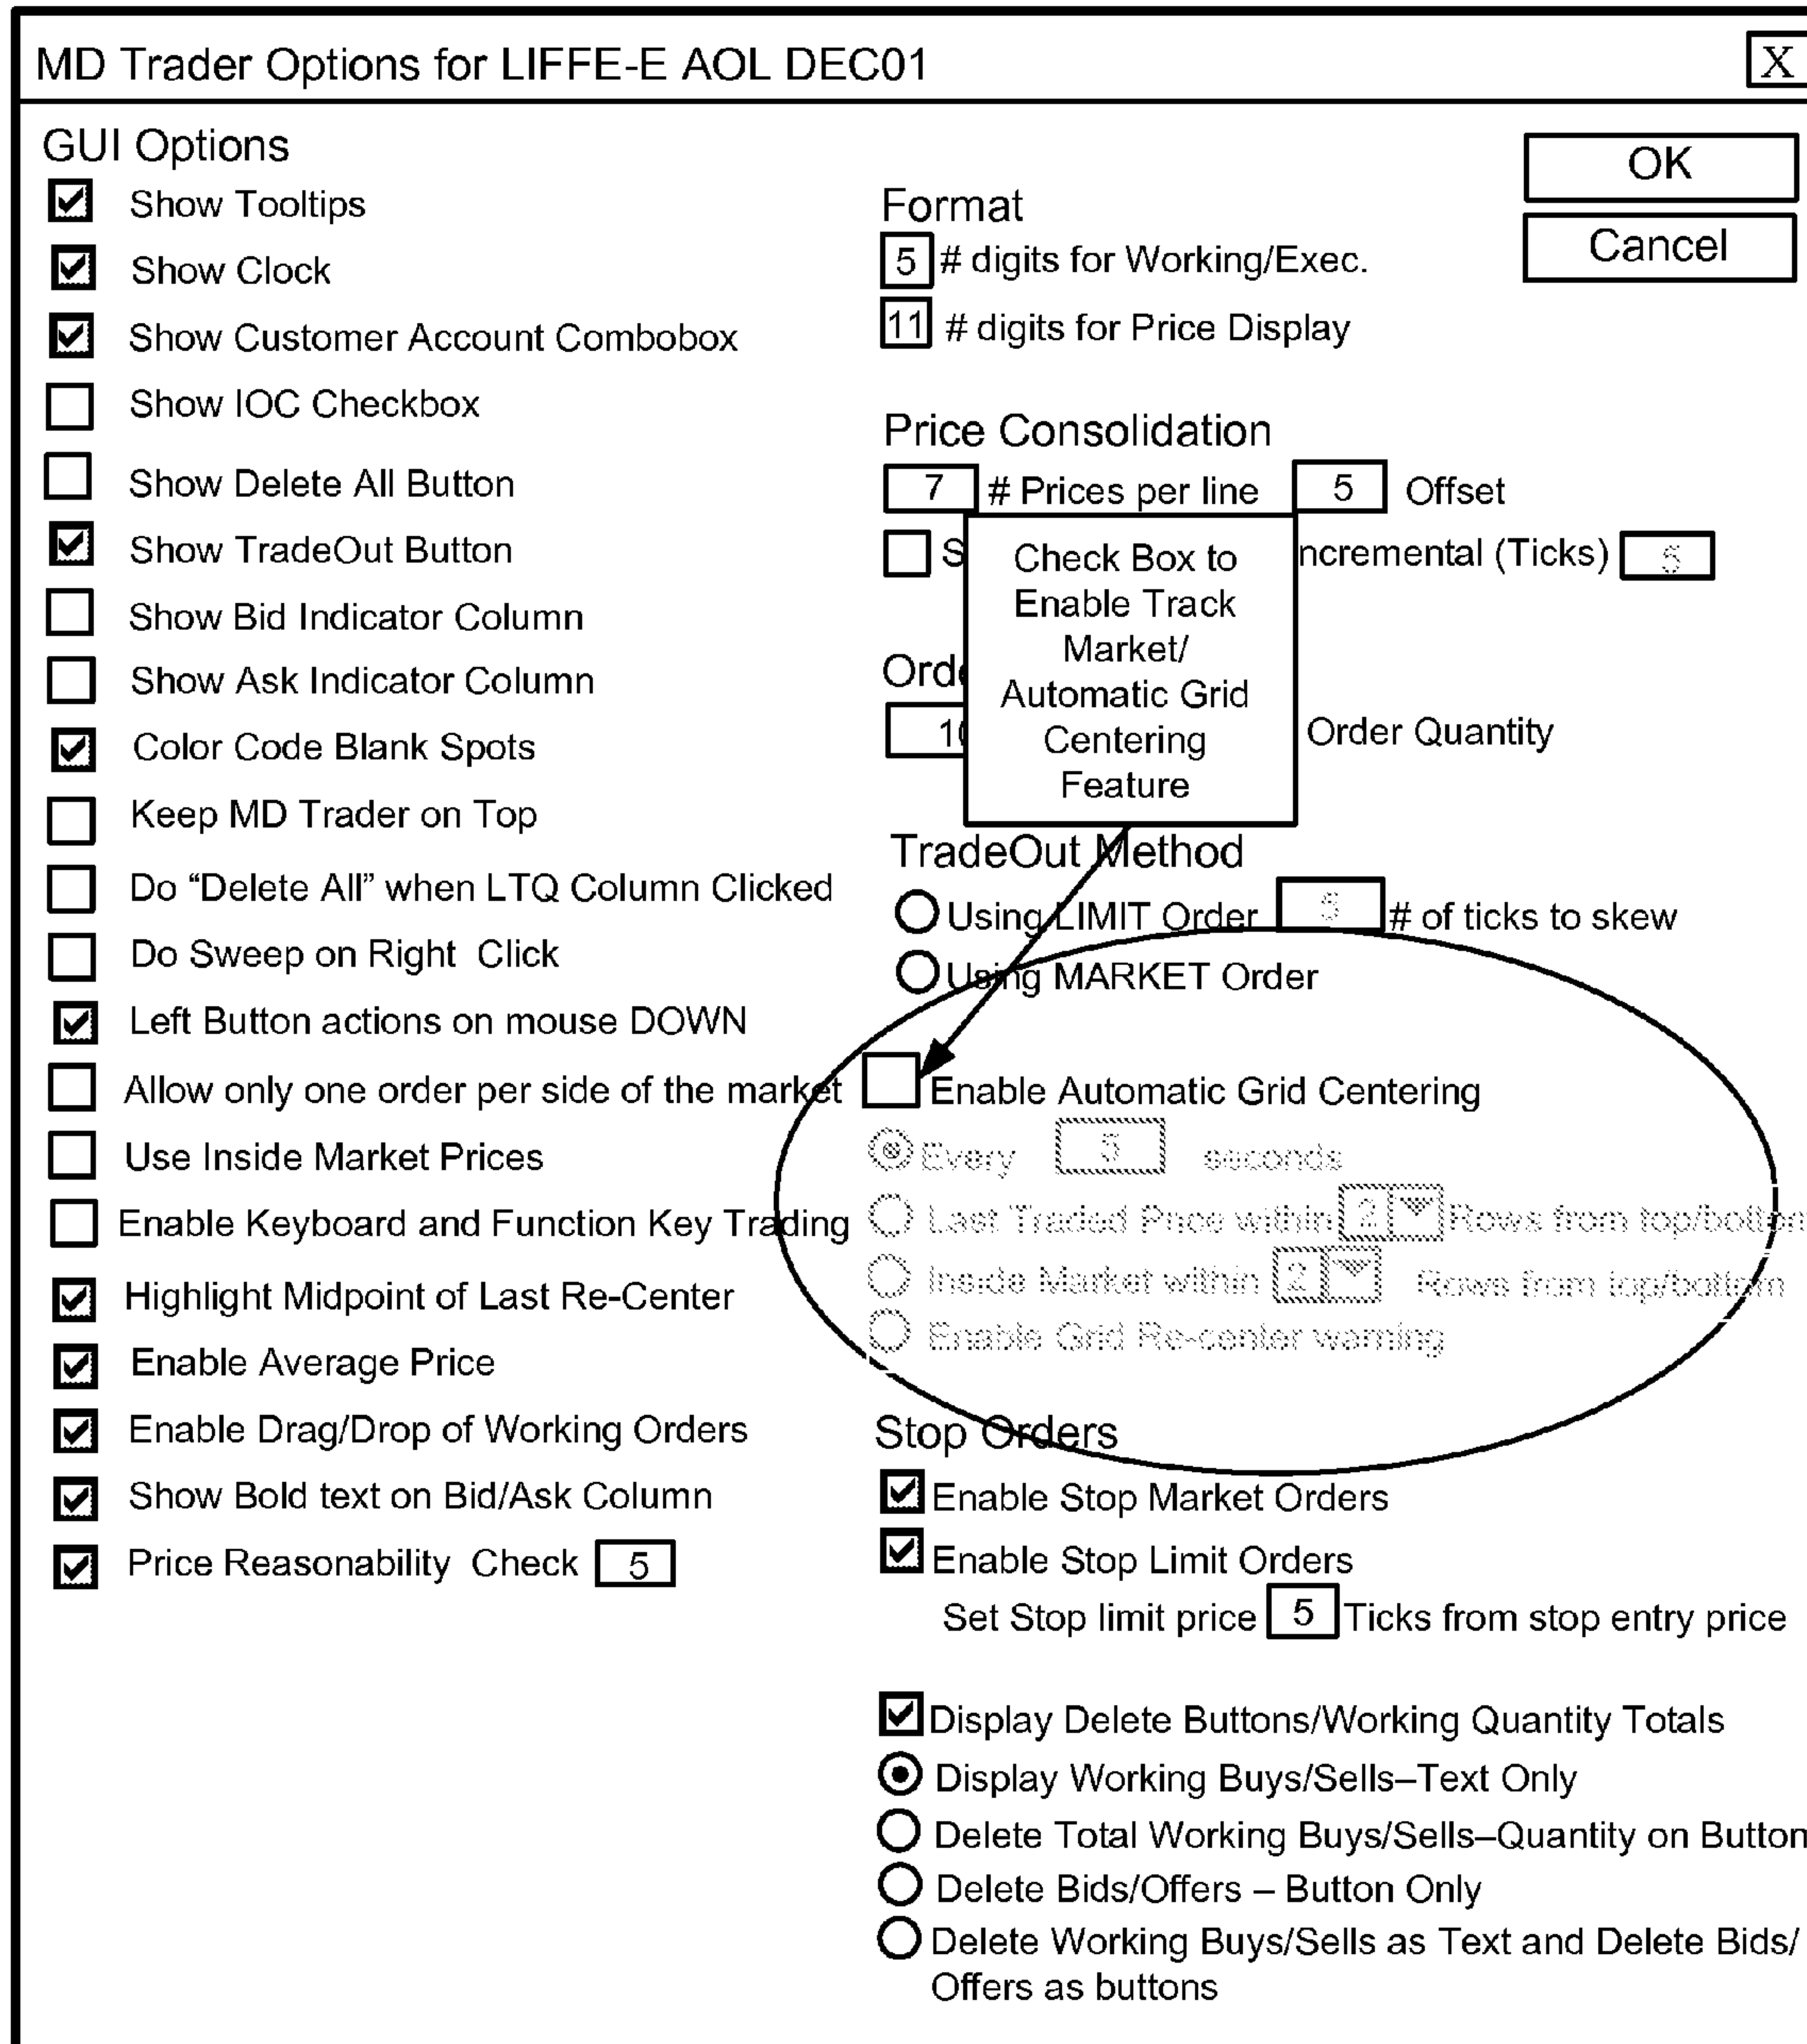 MD Trader Options for LIFFE-E AOL DEC01
X
GUI Options
Show Tooltips
Show Clock
Show Customer Account Combobox
Show IOC Checkbox
Show Delete All Button
Show TradeOut Button
Show Bid Indicator Column
Show Ask Indicator Column
Color Code Blank Spots
Keep MD Trader on Top
Do “Delete All” when LTQ Column Clicked
Do Sweep on Right Click
Left Button actions on mouse DOWN
Allow only one order per side of the market
Use Inside Market Prices
Enable Keyboard and Function Key Trading
Highlight Midpoint of Last Re-Center
Enable Average Price
Enable Drag/Drop of Working Orders
Show Bold text on Bid/Ask Column
Price Reasonability Check 5
OK
Cancel
Format
5 # digits for Working/Exec.
11 # digits for Price Display
Price Consolidation
7 # Prices per line 5 Offset
(Ticks) 5
Order Quantity
Check Box to
Enable Track
Market/
Automatic Grid
Centering
Feature
TradeOut Method
Using LIMIT Order 5 # of ticks to skew
Using MARKET Order
Enable Automatic Grid Centering
Every 5 seconds
Last Traded Price within 2 Rows from top/bottom
Inside Market within 2 Rows from top/bottom
Enable Grid Re-center warning
Stop Orders
Enable Stop Market Orders
Enable Stop Limit Orders
Set Stop limit price 5 Ticks from stop entry price
Display Delete Buttons/Working Quantity Totals
Display Working Buys/Sells–Text Only
Delete Total Working Buys/Sells–Quantity on Button
Delete Bids/Offers – Button Only
Delete Working Buys/Sells as Text and Delete Bids/
Offers as buttons